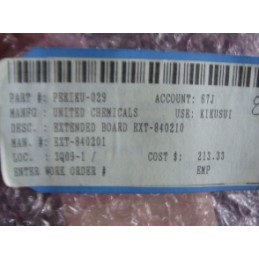 PART #: PEKIKU-029 ACCOUNT: 67J
MANFG : UNITED CHEMICALS USE: KIKUSUI
DESC. : EXTENDED BOARD EXT-840210
MAN. #: EXT-840201
LOC. : 3Q09-1 / COST $: 213.33
ENTER WORK ORDER # EMP